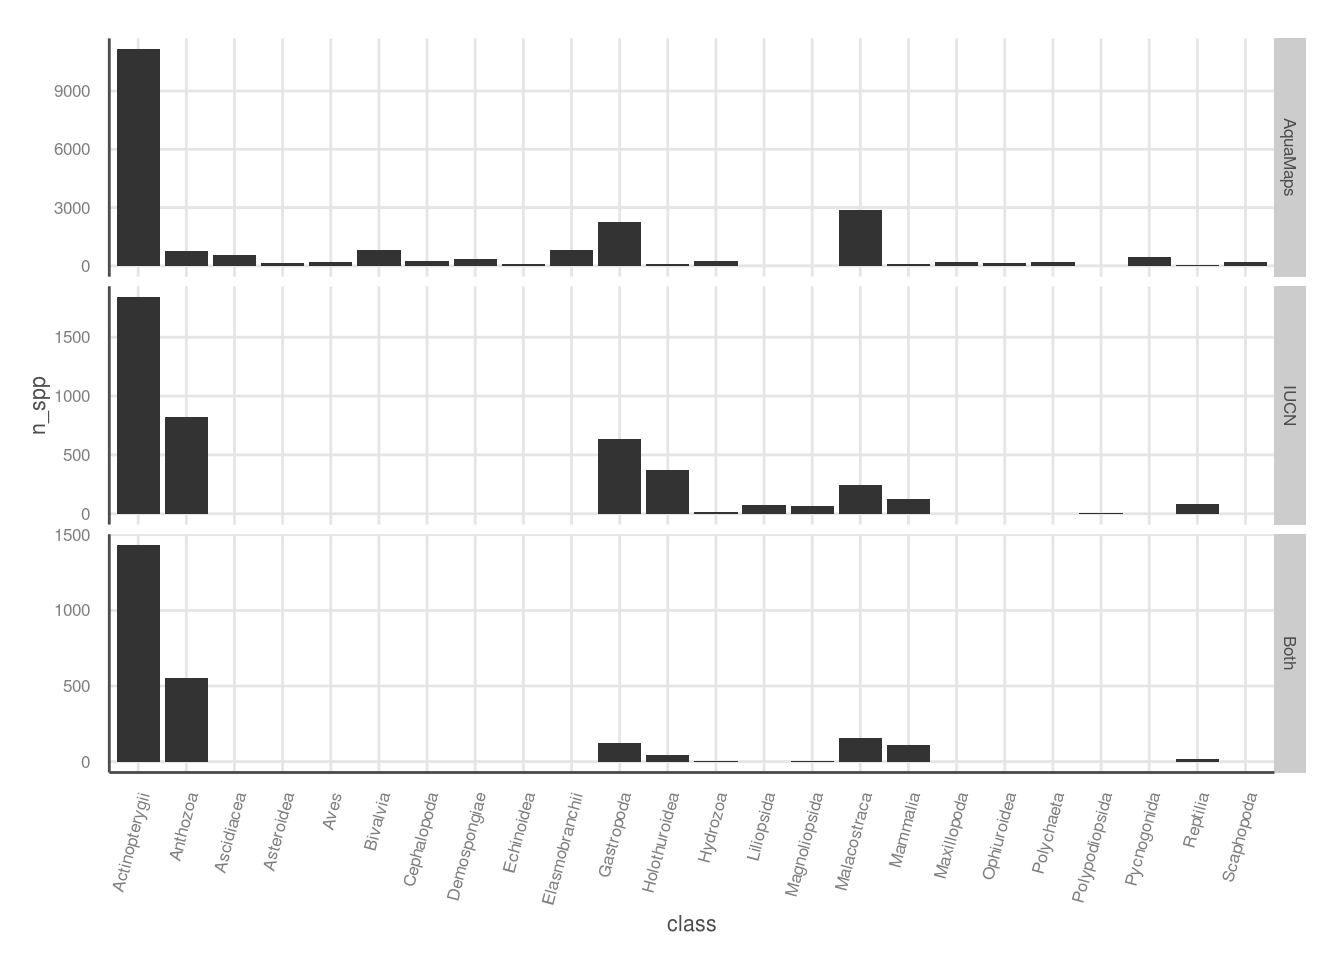 9000
6000
3000
0
AquaMaps
1500
1000
500
0
IUCN
1500
1000
500
0
Both
n_spp
Actinopterygii
Anthozoa
Ascidiacea
Asteroidea
Aves
Bivalvia
Cephalopoda
Demospongiae
Echinoidea
Elasmobranchii
Gastropoda
Holothuroidea
Hydrozoa
Liliopsida
Magnoliopsida
Malacostraca
Mammalia
Maxillopoda
Ophiuroidea
Polychaeta
Polypodiopsida
Pycnogonida
Reptilia
Scaphopoda
class